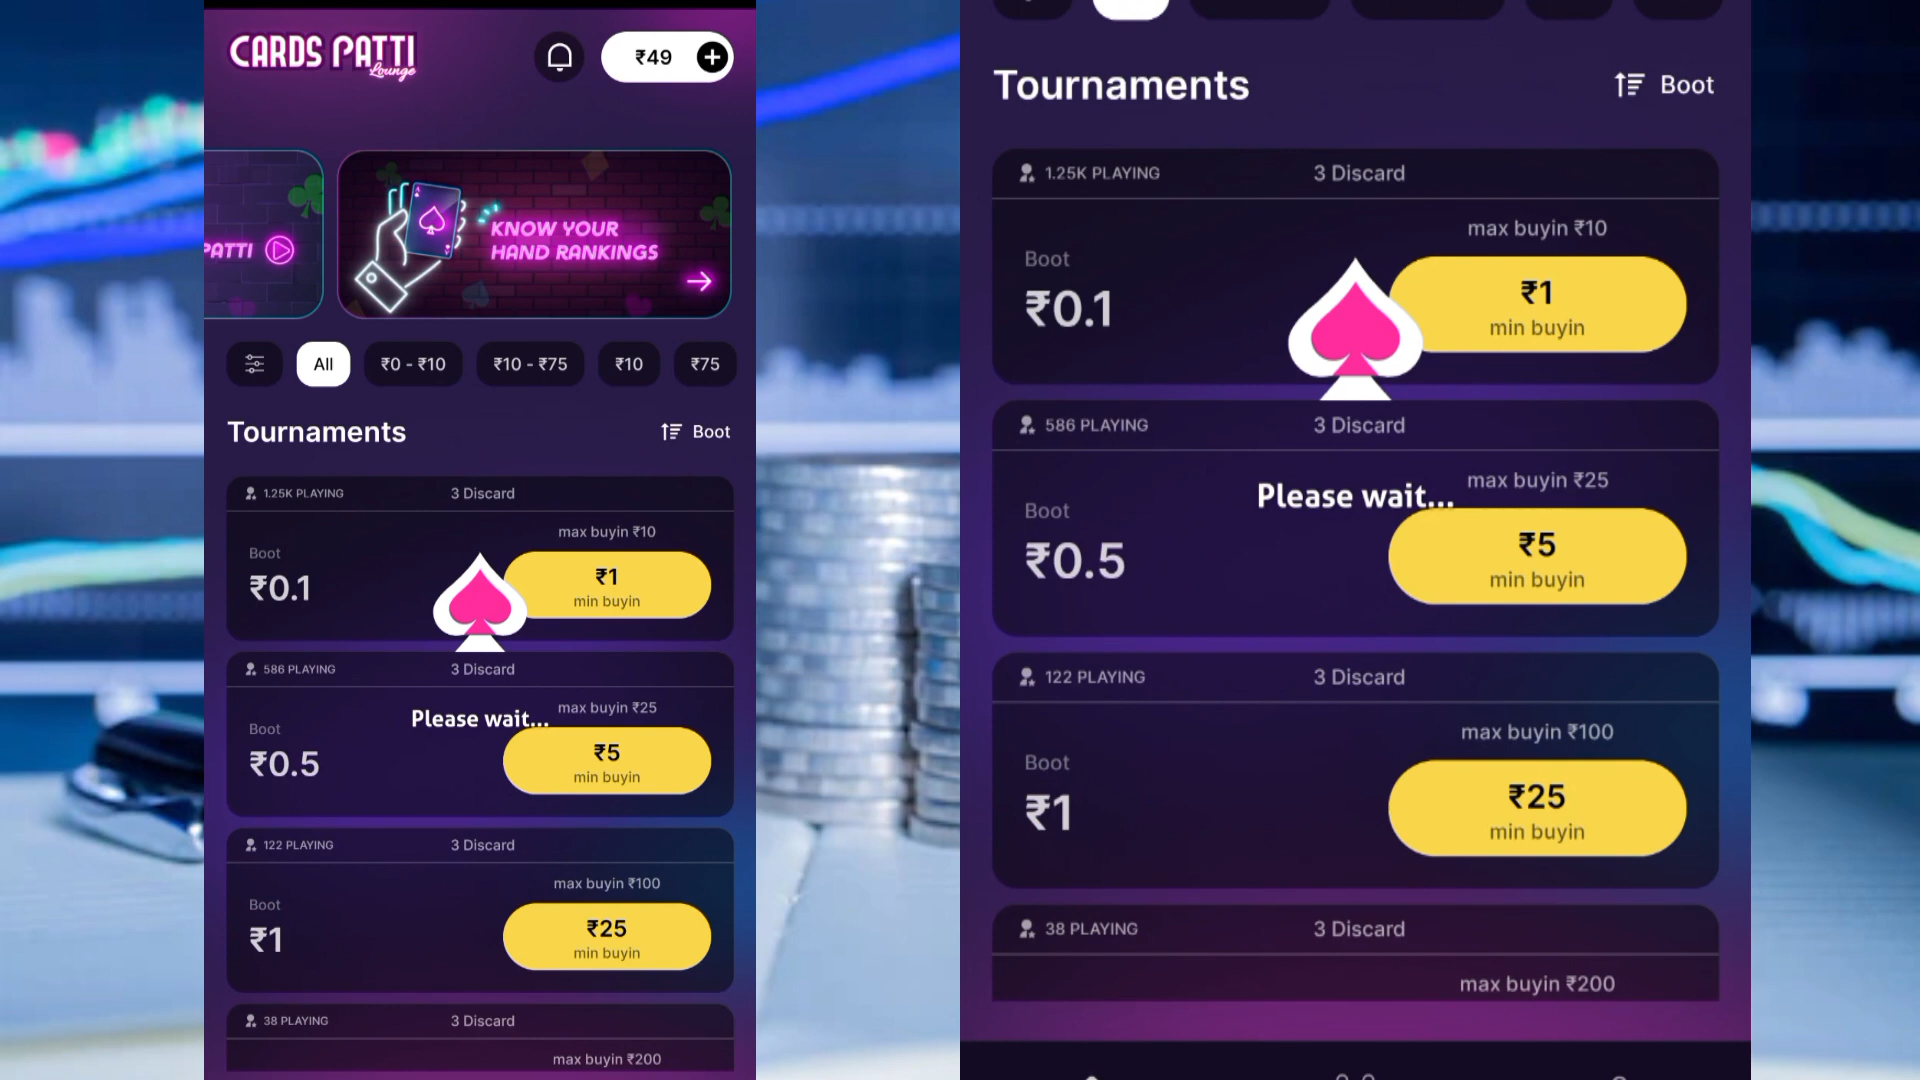 CARDS PATTI
Lounge
₹49
PATTI
KNOW YOUR
HAND RANKINGS
All
₹0 - ₹10
₹10 - ₹75
₹10
₹75
Tournaments
Boot
1.25K PLAYING
3 Discard
max buyin ₹10
Boot
₹0.1
₹1
min buyin
586 PLAYING
3 Discard
Please wait...
max buyin ₹25
Boot
₹0.5
₹5
min buyin
122 PLAYING
3 Discard
max buyin ₹100
Boot
₹1
₹25
min buyin
38 PLAYING
3 Discard
max buyin ₹200
Tournaments
Boot
1.25K PLAYING
3 Discard
max buyin ₹10
Boot
₹0.1
₹1
min buyin
586 PLAYING
3 Discard
Please wait...
max buyin ₹25
Boot
₹0.5
₹5
min buyin
122 PLAYING
3 Discard
max buyin ₹100
Boot
₹1
₹25
min buyin
38 PLAYING
3 Discard
max buyin ₹200